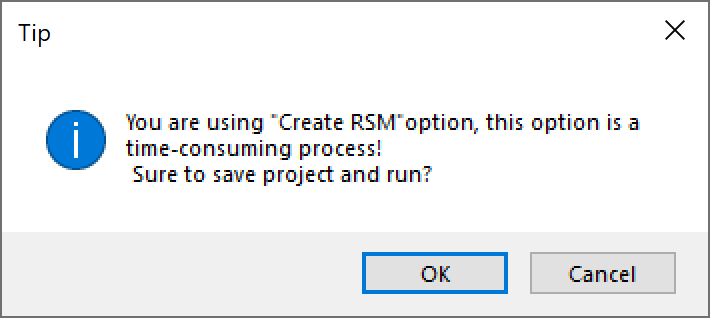 Tip
You are using "Create RSM"option, this option is a
time-consuming process!
Sure to save project and run?
OK
Cancel